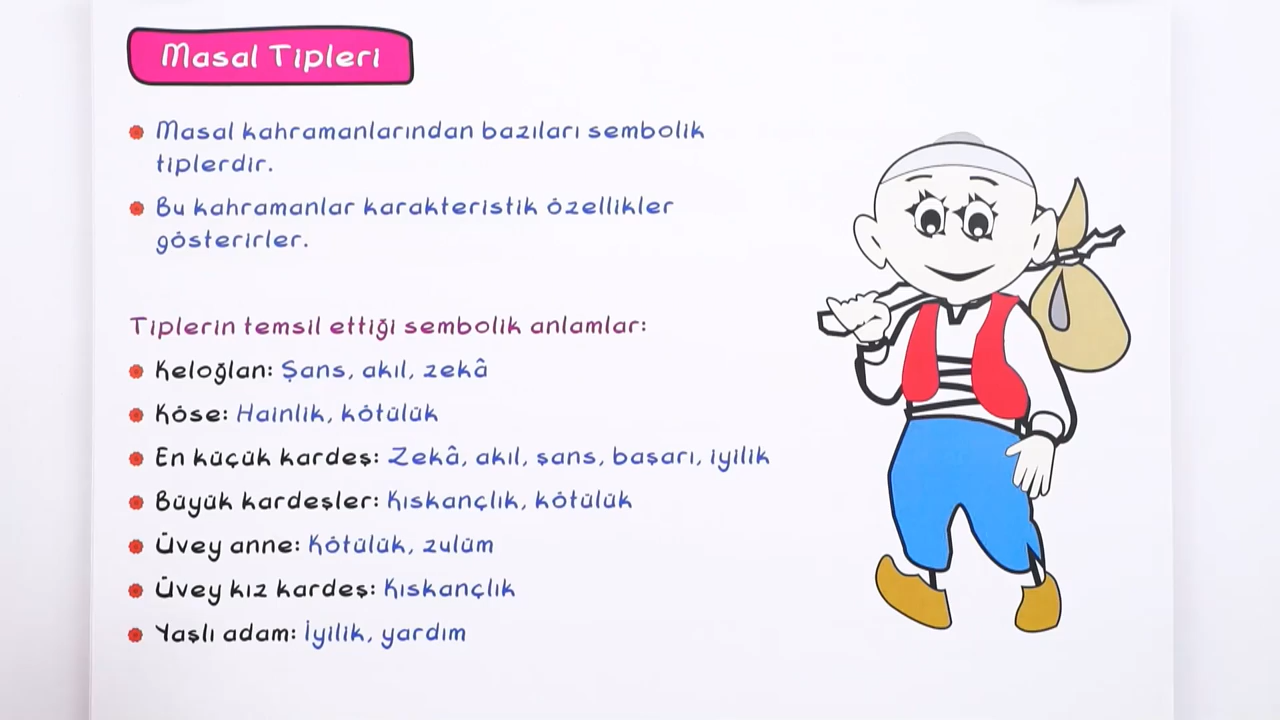 Masal Tipleri
Masal kahramanlarından bazıları sembolik
tiplerdir.
Bu kahramanlar karakteristik özellikler
gösterirler.
Tiplerin temsil ettiği sembolik anlamlar:
Keloğlan: Şans, akıl, zekâ
Köse: Hainlik, kötülük
En küçük kardeş: Zekâ, akıl, şans, başarı, iyilik
Büyük kardeşler: Kıskançlık, kötülük
Üvey anne: Kötülük, zulüm
Üvey kız kardeş: Kıskançlık
Yaşlı adam: İyilik, yardım